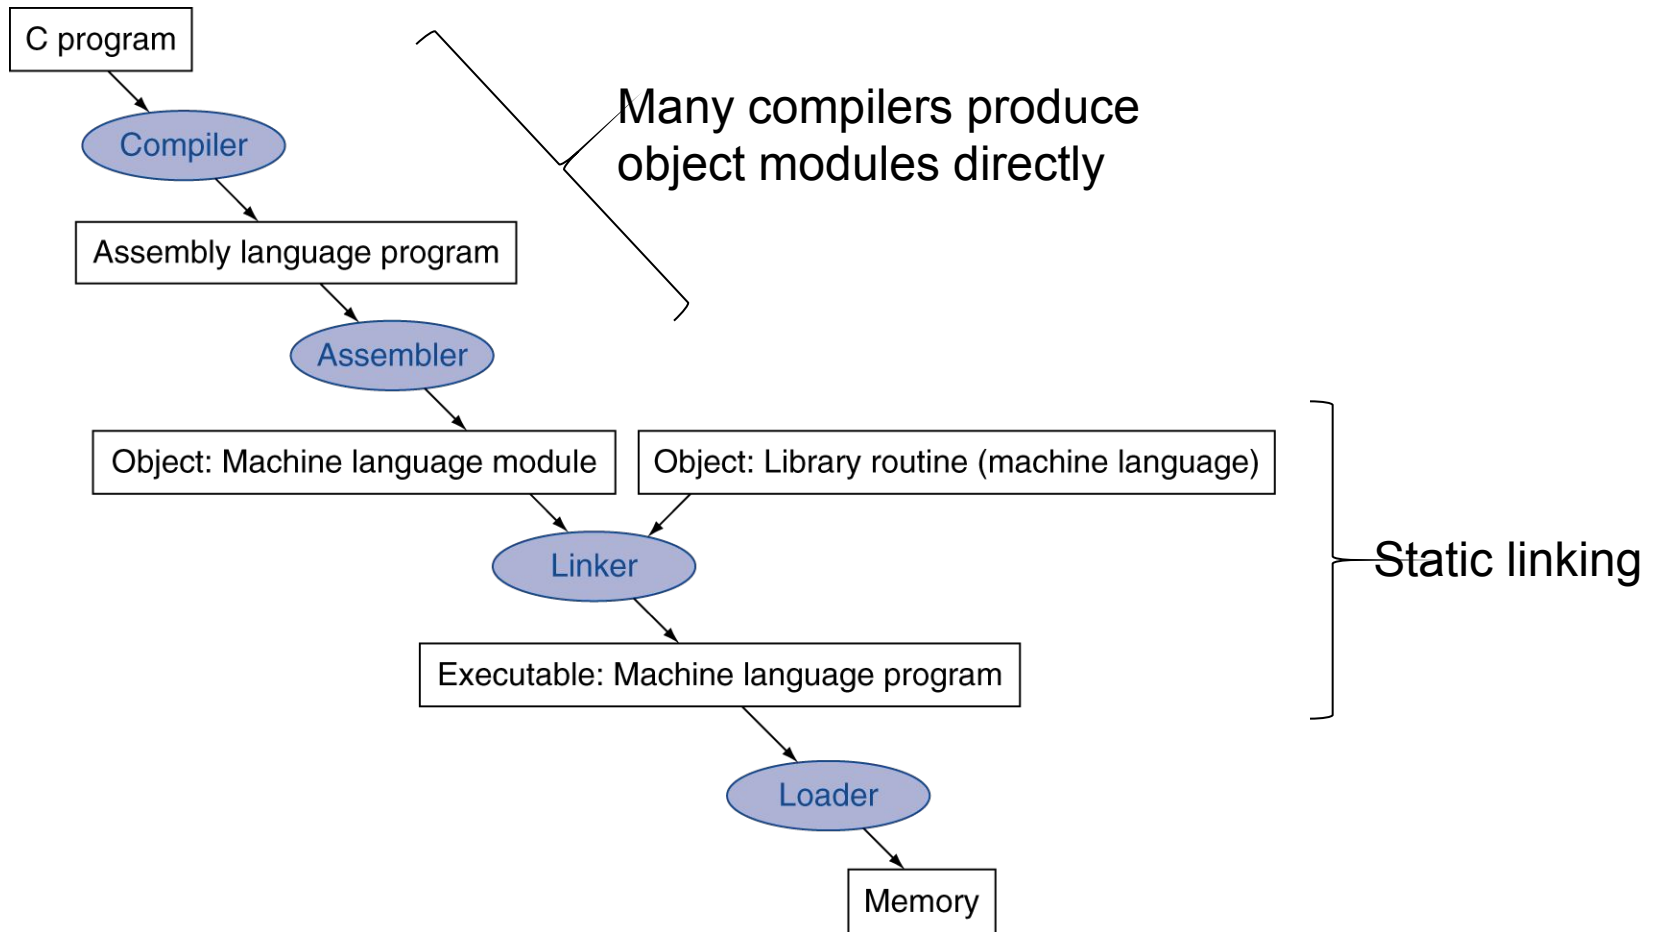 C program
Many compilers produce
object modules directly
Compiler
Assembly language program
Assembler
Object: Machine language module
Object: Library routine (machine language)
Linker
Static linking
Executable: Machine language program
Loader
Memory